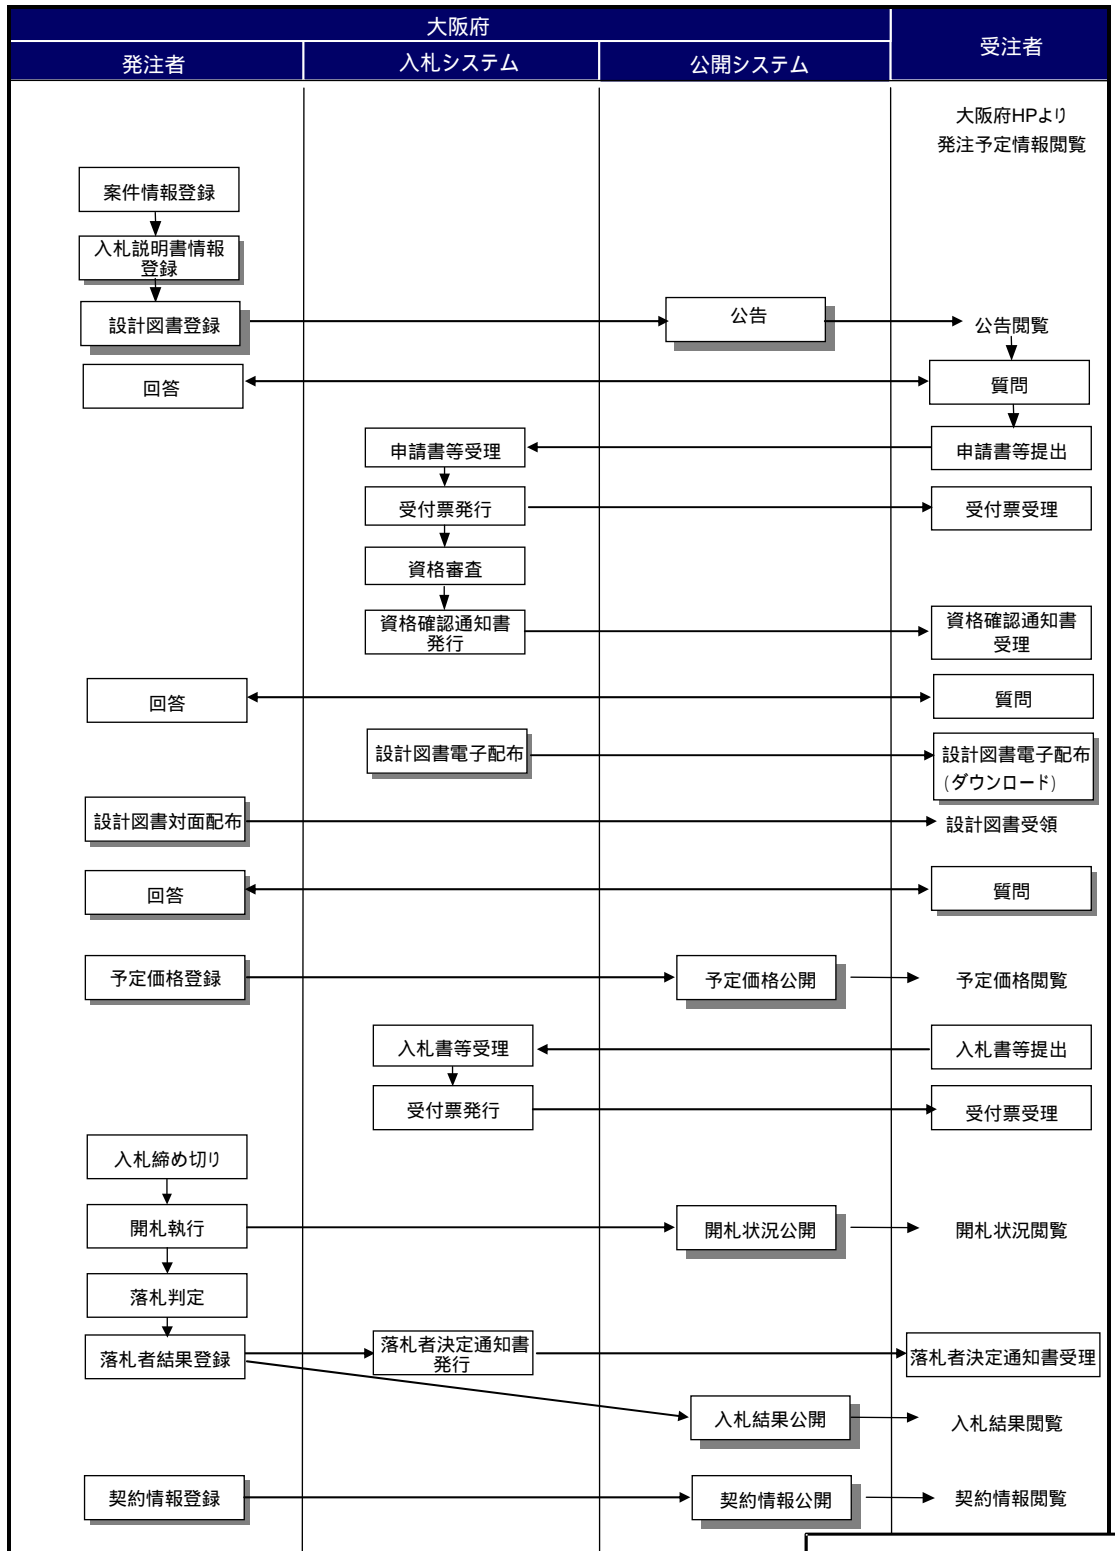 大阪府
受注者
発注者
入札システム
公開システム
大阪府HPより
発注予定情報閲覧
案件情報登録
入札説明書情報
登録
設計図書登録
公告
公告閲覧
回答
質問
申請書等受理
申請書等提出
受付票発行
受付票受理
資格審査
資格確認通知書
発行
資格確認通知書
受理
回答
質問
設計図書電子配布
設計図書電子配布
(ダウンロード)
設計図書対面配布
設計図書受領
回答
質問
予定価格登録
予定価格公開
予定価格閲覧
入札書等受理
入札書等提出
受付票発行
受付票受理
入札締め切り
開札執行
開札状況公開
開札状況閲覧
落札判定
落札者結果登録
落札者決定通知書
発行
落札者決定通知書受理
入札結果公開
入札結果閲覧
契約情報登録
契約情報公開
契約情報閲覧